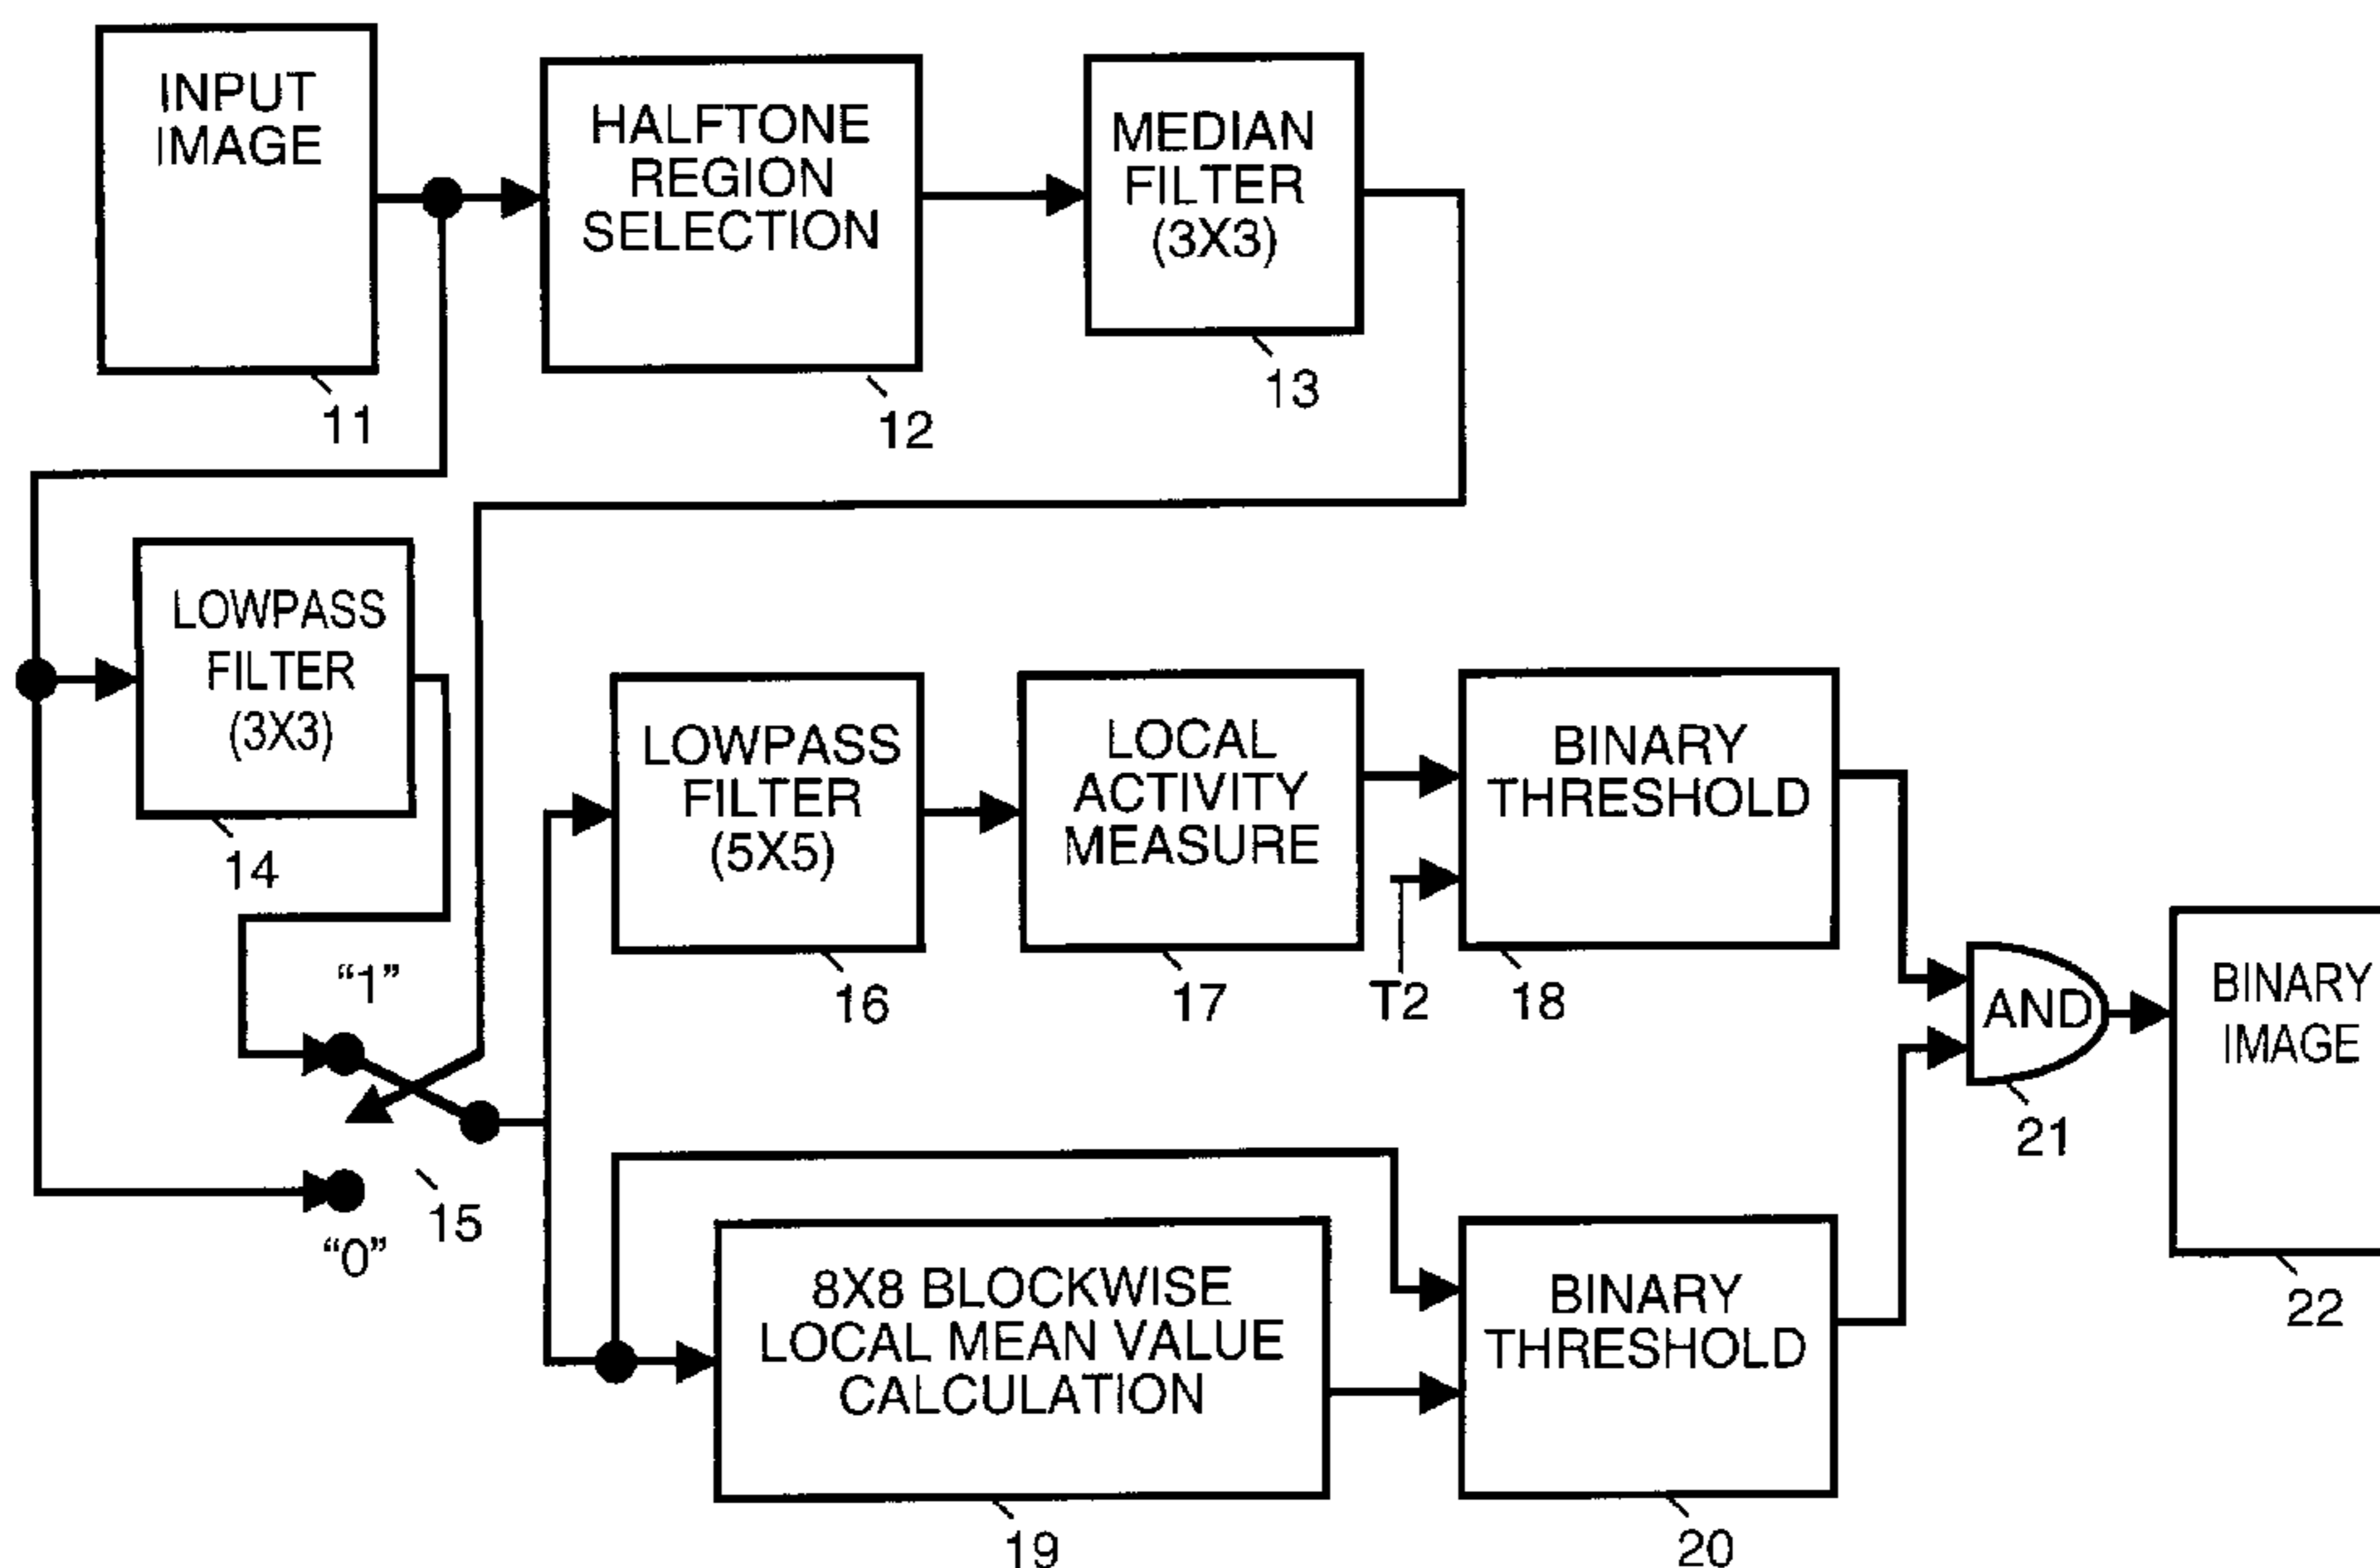 INPUT
IMAGE
11
HALFTONE
REGION
SELECTION
12
MEDIAN
FILTER
(3X3)
13
LOWPASS
FILTER
(3X3)
14
“1”
“0”
15
LOWPASS
FILTER
(5X5)
16
LOCAL
ACTIVITY
MEASURE
17
BINARY
THRESHOLD
T2
18
8X8 BLOCKWISE
LOCAL MEAN VALUE
CALCULATION
19
BINARY
THRESHOLD
20
AND
21
BINARY
IMAGE
22